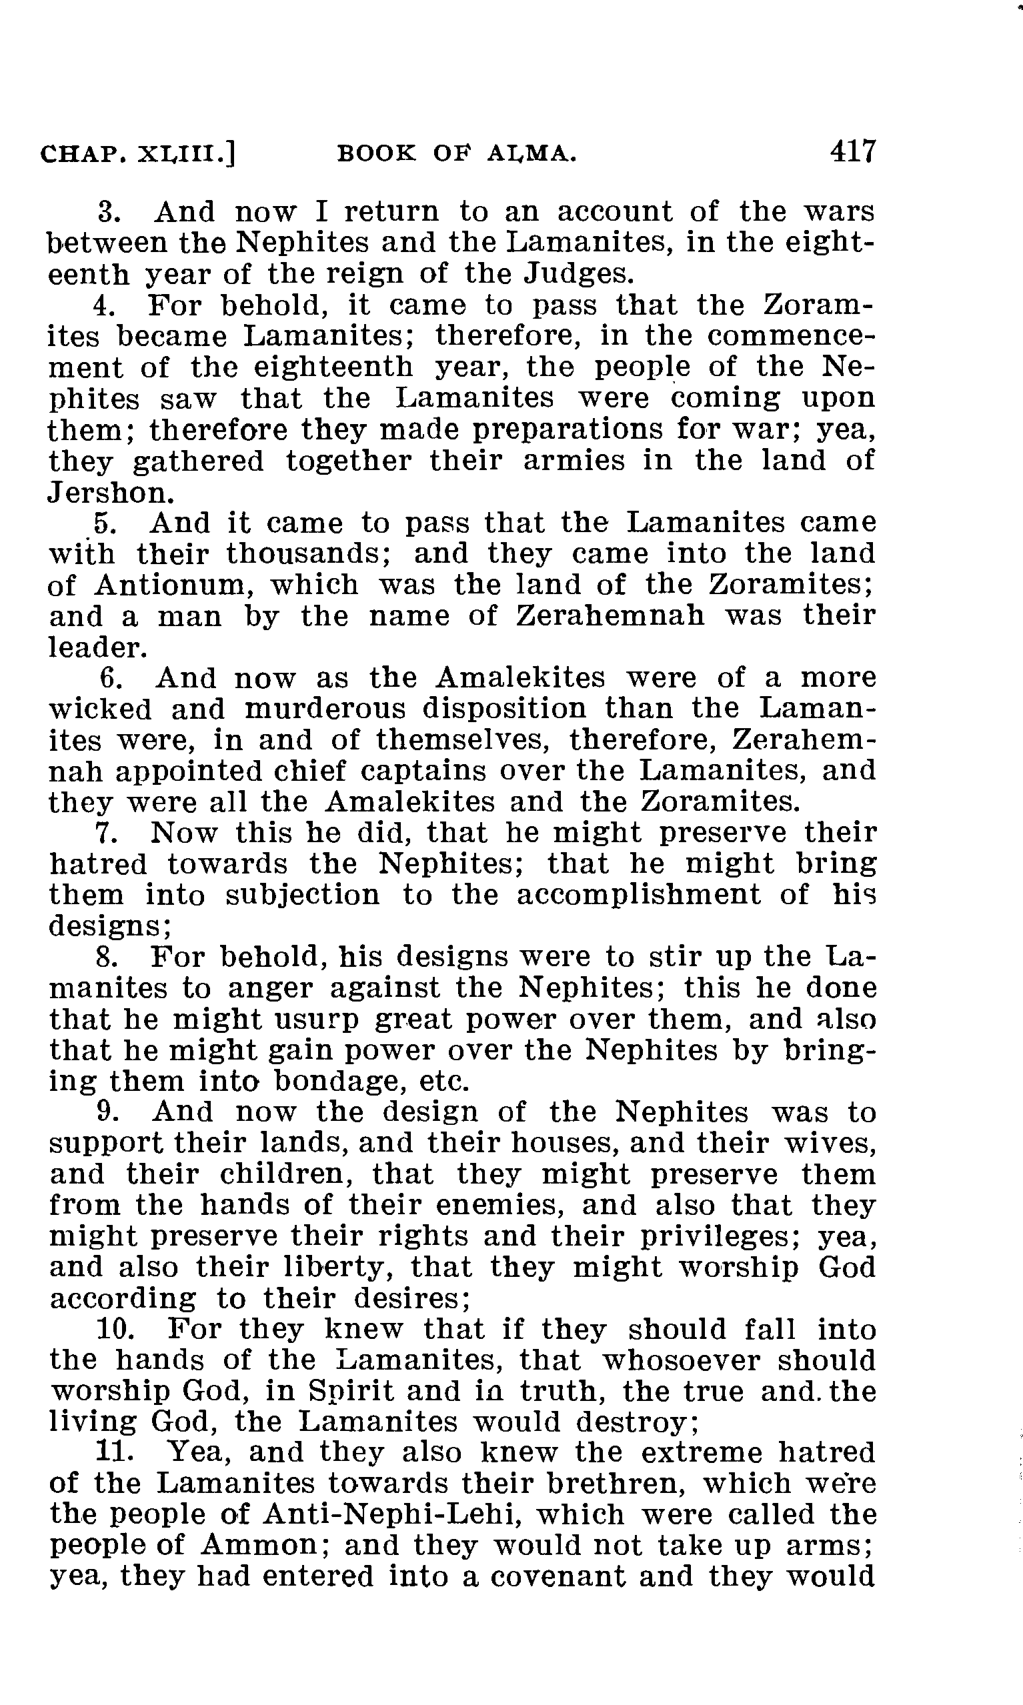 CHAP. XLIII.] BOOK OF ALMA. 417
3. And now I return to an account of the wars
between the Nephites and the Lamanites, in the eight-
eenth year of the reign of the Judges.
4. For behold, it came to pass that the Zoram-
ites became Lamanites; therefore, in the commence-
ment of the eighteenth year, the people of the Ne-
phites saw that the Lamanites were coming upon
them; therefore they made preparations for war; yea,
they gathered together their armies in the land of
Jershon.
5. And it came to pass that the Lamanites came
with their thousands; and they came into the land
of Antionum, which was the land of the Zoramites;
and a man by the name of Zerahemnah was their
leader.
6. And now as the Amalekites were of a more
wicked and murderous disposition than the Laman-
ites were, in and of themselves, therefore, Zerahem-
nah appointed chief captains over the Lamanites, and
they were all the Amalekites and the Zoramites.
7. Now this he did, that he might preserve their
hatred towards the Nephites; that he might bring
them into subjection to the accomplishment of his
designs;
8. For behold, his designs were to stir up the La-
manites to anger against the Nephites; this he done
that he might usurp great power over them, and also
that he might gain power over the Nephites by bring-
ing them into bondage, etc.
9. And now the design of the Nephites was to
support their lands, and their houses, and their wives,
and their children, that they might preserve them
from the hands of their enemies, and also that they
might preserve their rights and their privileges; yea,
and also their liberty, that they might worship God
according to their desires;
10. For they knew that if they should fall into
the hands of the Lamanites, that whosoever should
worship God, in Spirit and in truth, the true and. the
living God, the Lamanites would destroy;
11. Yea, and they also knew the extreme hatred
of the Lamanites towards their brethren, which were
the people of Anti-Nephi-Lehi, which were called the
people of Ammon; and they would not take up arms;
yea, they had entered into a covenant and they would